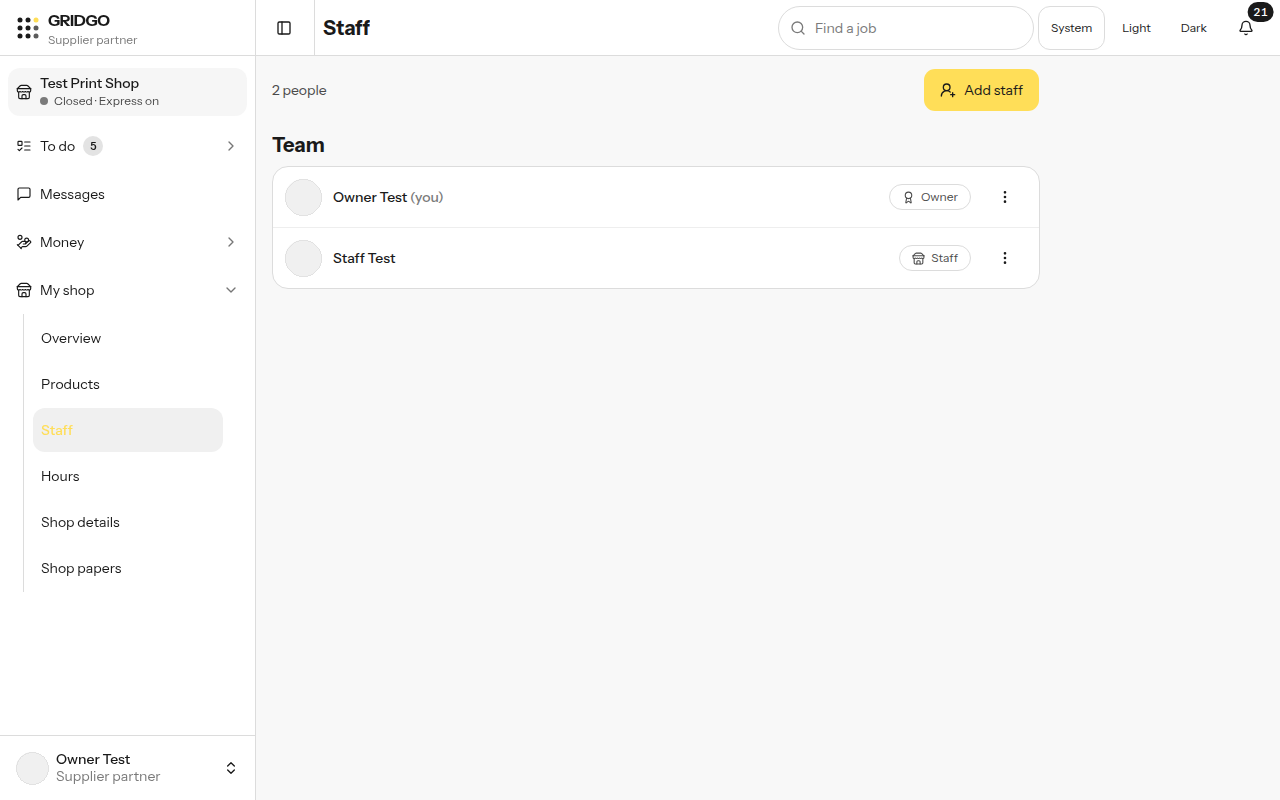 GRIDGO
Supplier partner
Staff
Find a job
System
Light
Dark
21
Test Print Shop
Closed · Express on
To do 5
Messages
Money
My shop
Overview
Products
Staff
Hours
Shop details
Shop papers
Owner Test
Supplier partner
2 people
Add staff
Team
Owner Test (you)
Owner
Staff Test
Staff